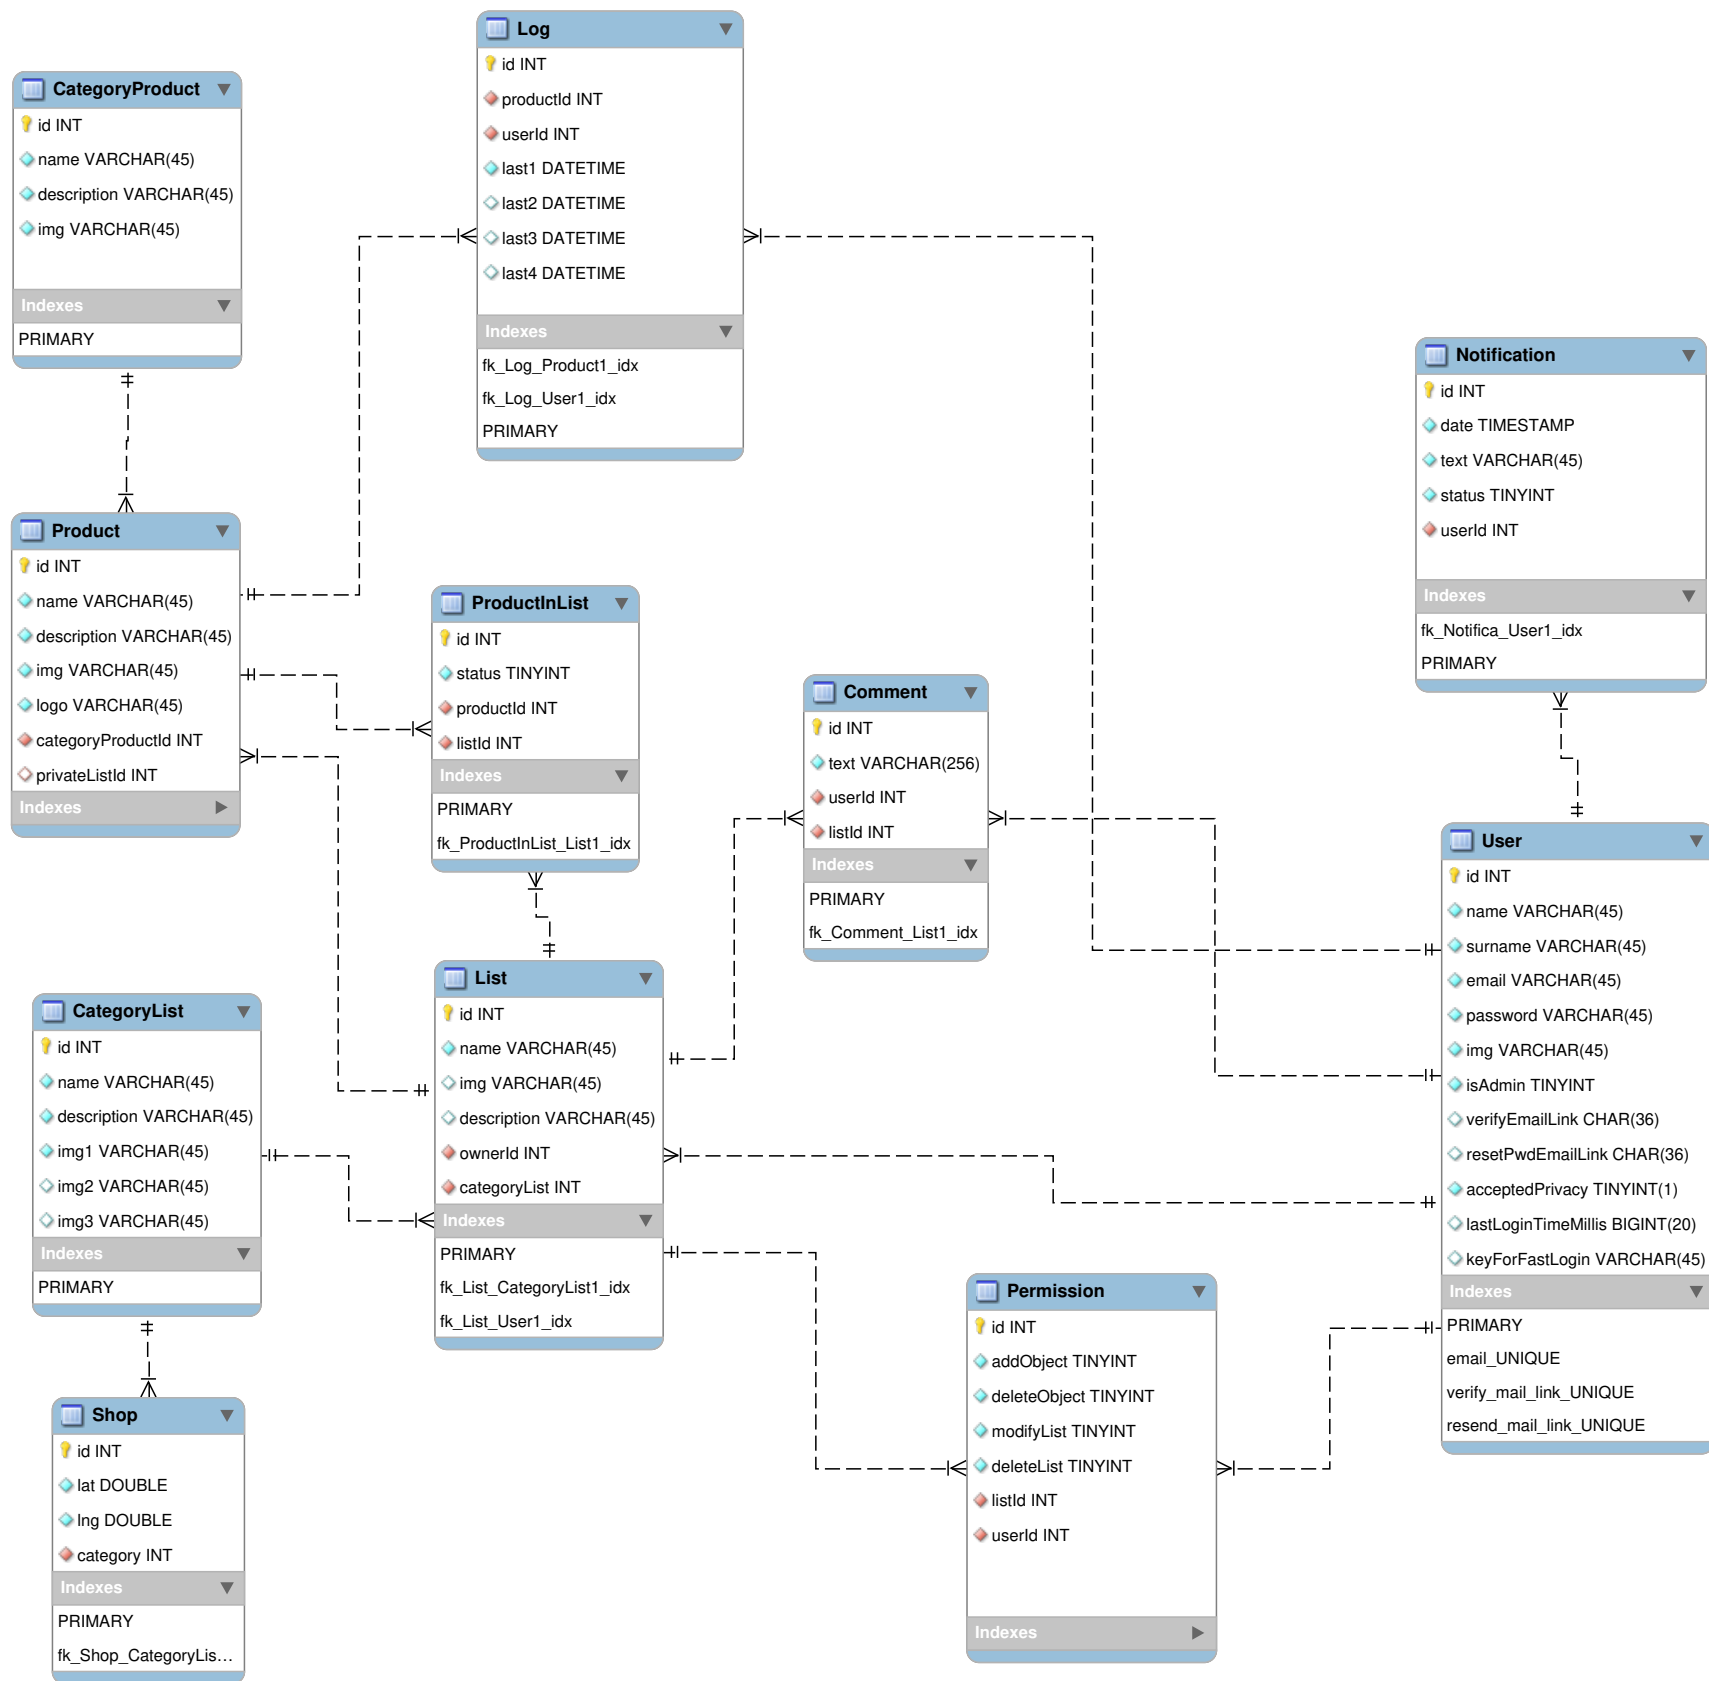 Log
id INT
productId INT
userId INT
last1 DATETIME
last2 DATETIME
last3 DATETIME
last4 DATETIME
Indexes
fk_Log_Product1_idx
fk_Log_User1_idx
PRIMARY
CategoryProduct
id INT
name VARCHAR(45)
description VARCHAR(45)
img VARCHAR(45)
Indexes
PRIMARY
Notification
id INT
date TIMESTAMP
text VARCHAR(45)
status TINYINT
userId INT
Indexes
fk_Notifica_User1_idx
PRIMARY
Product
id INT
name VARCHAR(45)
description VARCHAR(45)
img VARCHAR(45)
logo VARCHAR(45)
categoryProductId INT
privateListId INT
Indexes
ProductInList
id INT
status TINYINT
productId INT
listId INT
Indexes
PRIMARY
fk_ProductInList_List1_idx
Comment
id INT
text VARCHAR(256)
userId INT
listId INT
Indexes
PRIMARY
fk_Comment_List1_idx
User
id INT
name VARCHAR(45)
surname VARCHAR(45)
email VARCHAR(45)
password VARCHAR(45)
img VARCHAR(45)
isAdmin TINYINT
verifyEmailLink CHAR(36)
resetPwdEmailLink CHAR(36)
acceptedPrivacy TINYINT(1)
lastLoginTimeMillis BIGINT(20)
keyForFastLogin VARCHAR(45)
Indexes
PRIMARY
email_UNIQUE
verify_mail_link_UNIQUE
resend_mail_link_UNIQUE
List
id INT
name VARCHAR(45)
img VARCHAR(45)
description VARCHAR(45)
ownerId INT
categoryList INT
Indexes
PRIMARY
fk_List_CategoryList1_idx
fk_List_User1_idx
CategoryList
id INT
name VARCHAR(45)
description VARCHAR(45)
img1 VARCHAR(45)
img2 VARCHAR(45)
img3 VARCHAR(45)
Indexes
PRIMARY
Permission
id INT
addObject TINYINT
deleteObject TINYINT
modifyList TINYINT
deleteList TINYINT
listId INT
userId INT
Indexes
Shop
id INT
lat DOUBLE
lng DOUBLE
category INT
Indexes
PRIMARY
fk_Shop_CategoryLis...